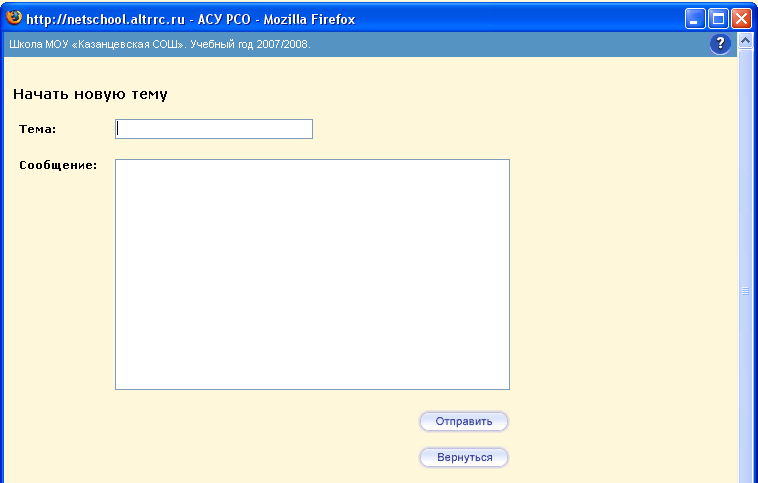 http://netschool.altrrc.ru - АСУ РСО - Mozilla Firefox
Школа МОУ «Казанцевская СОШ». Учебный год 2007/2008.
?
Начать новую тему
Тема:
Сообщение:
Отправить
Вернуться